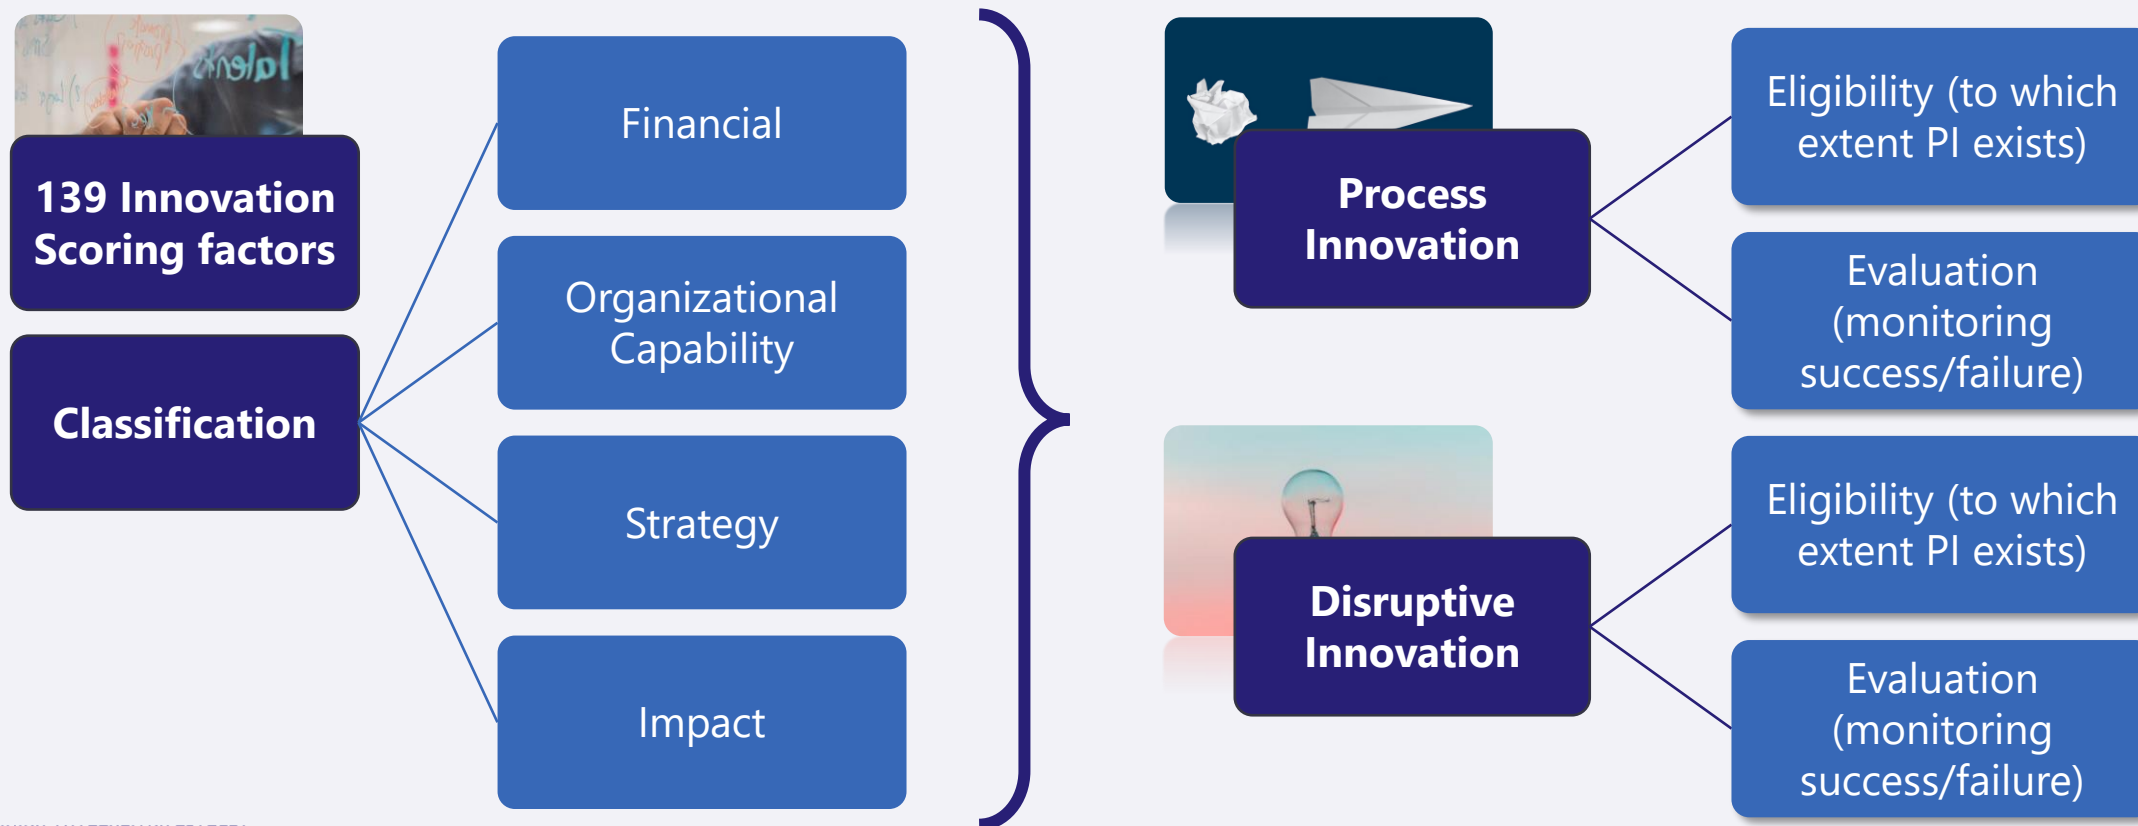 139 Innovation
Scoring factors
Classification
Financial
Organizational
Capability
Strategy
Impact
Process
Innovation
Eligibility (to which
extent PI exists)
Evaluation
(monitoring
success/failure)
Disruptive
Innovation
Eligibility (to which
extent PI exists)
Evaluation
(monitoring
success/failure)